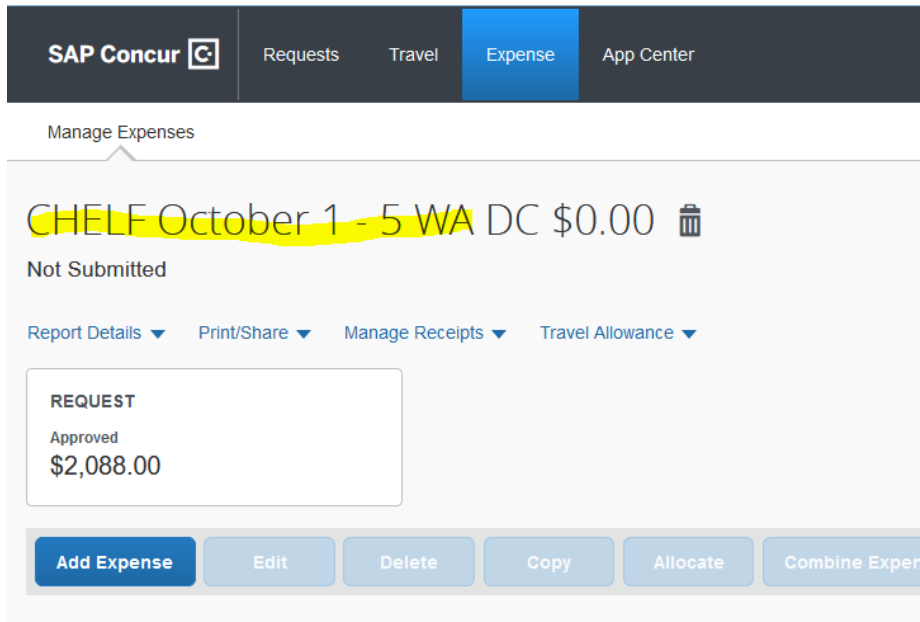 SAP Concur C Requests Travel Expense App Center
Manage Expenses
CHELF October 1 - 5 WA DC $0.00
Not Submitted
Report Details Print/Share Manage Receipts Travel Allowance
REQUEST
Approved
$2,088.00
Add Expense Edit Delete Copy Allocate Combine Exper